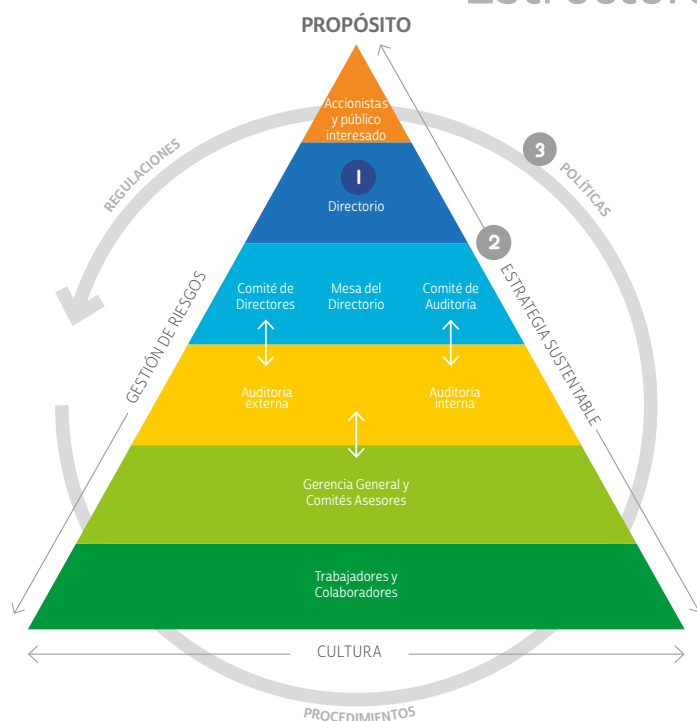 PROPÓSITO
Accionistas
y público
interesado
3
REGULACIONES
POLÍTICAS
1
Directorio
2
Comité de
Directores
Mesa del
Directorio
Comité de
Auditoría
GESTIÓN DE RIESGOS
ESTRATEGIA SUSTENTABLE
Auditoría
externa
Auditoría
interna
Gerencia General y
Comités Asesores
Trabajadores y
Colaboradores
CULTURA
PROCEDIMIENTOS